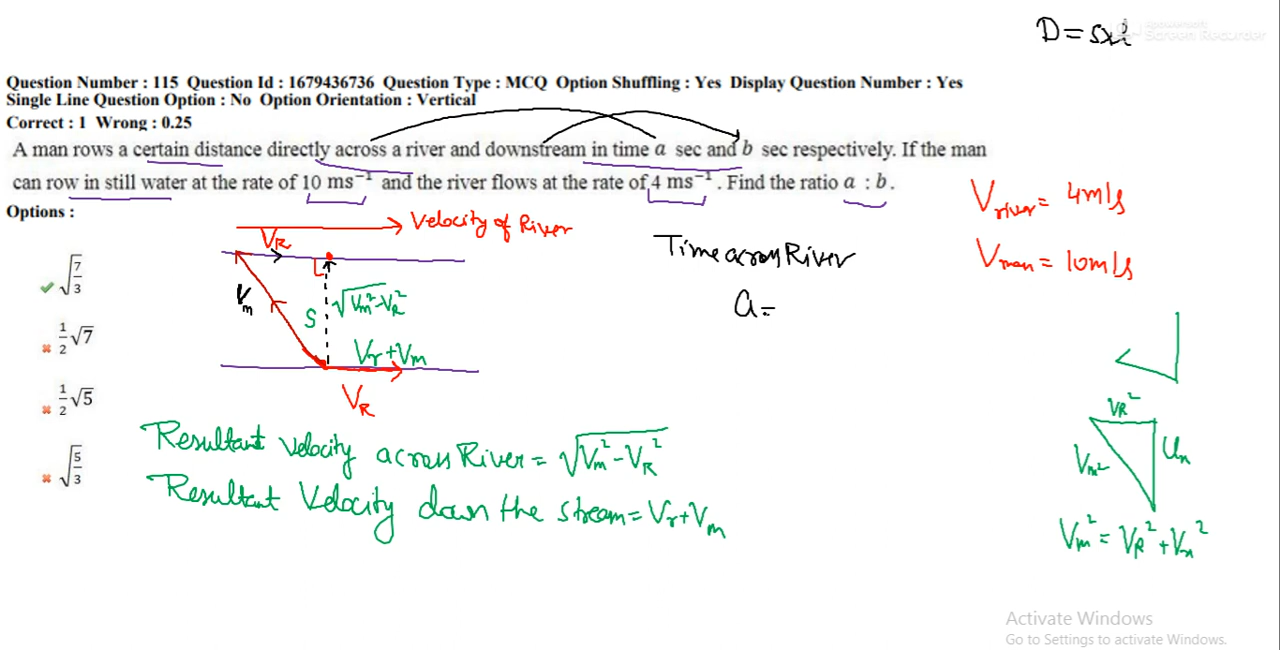 D = S×t
Apowersoft
Screen Recorder
Question Number : 115 Question Id : 1679436736 Question Type : MCQ Option Shuffling : Yes Display Question Number : Yes
Single Line Question Option : No Option Orientation : Vertical
Correct : 1 Wrong : 0.25
A man rows a certain distance directly across a river and downstream in time a sec and b sec respectively. If the man
can row in still water at the rate of 10 ms⁻¹ and the river flows at the rate of 4 ms⁻¹ . Find the ratio a : b.
Options :
√(7/3)
1/2 √7
1/2 √5
√(5/3)
Velocity of River
V_R
V_m
S
√(V_m² - V_R²)
V_r + V_m
V_R
Time across River
a =
V_river = 4 m/s
V_man = 10 m/s
Resultant velocity across River = √(V_m² - V_R²)
Resultant Velocity down the stream = V_r + V_m
V_R²
V_m²
V_m² = V_R² + V_n²
Activate Windows
Go to Settings to activate Windows.